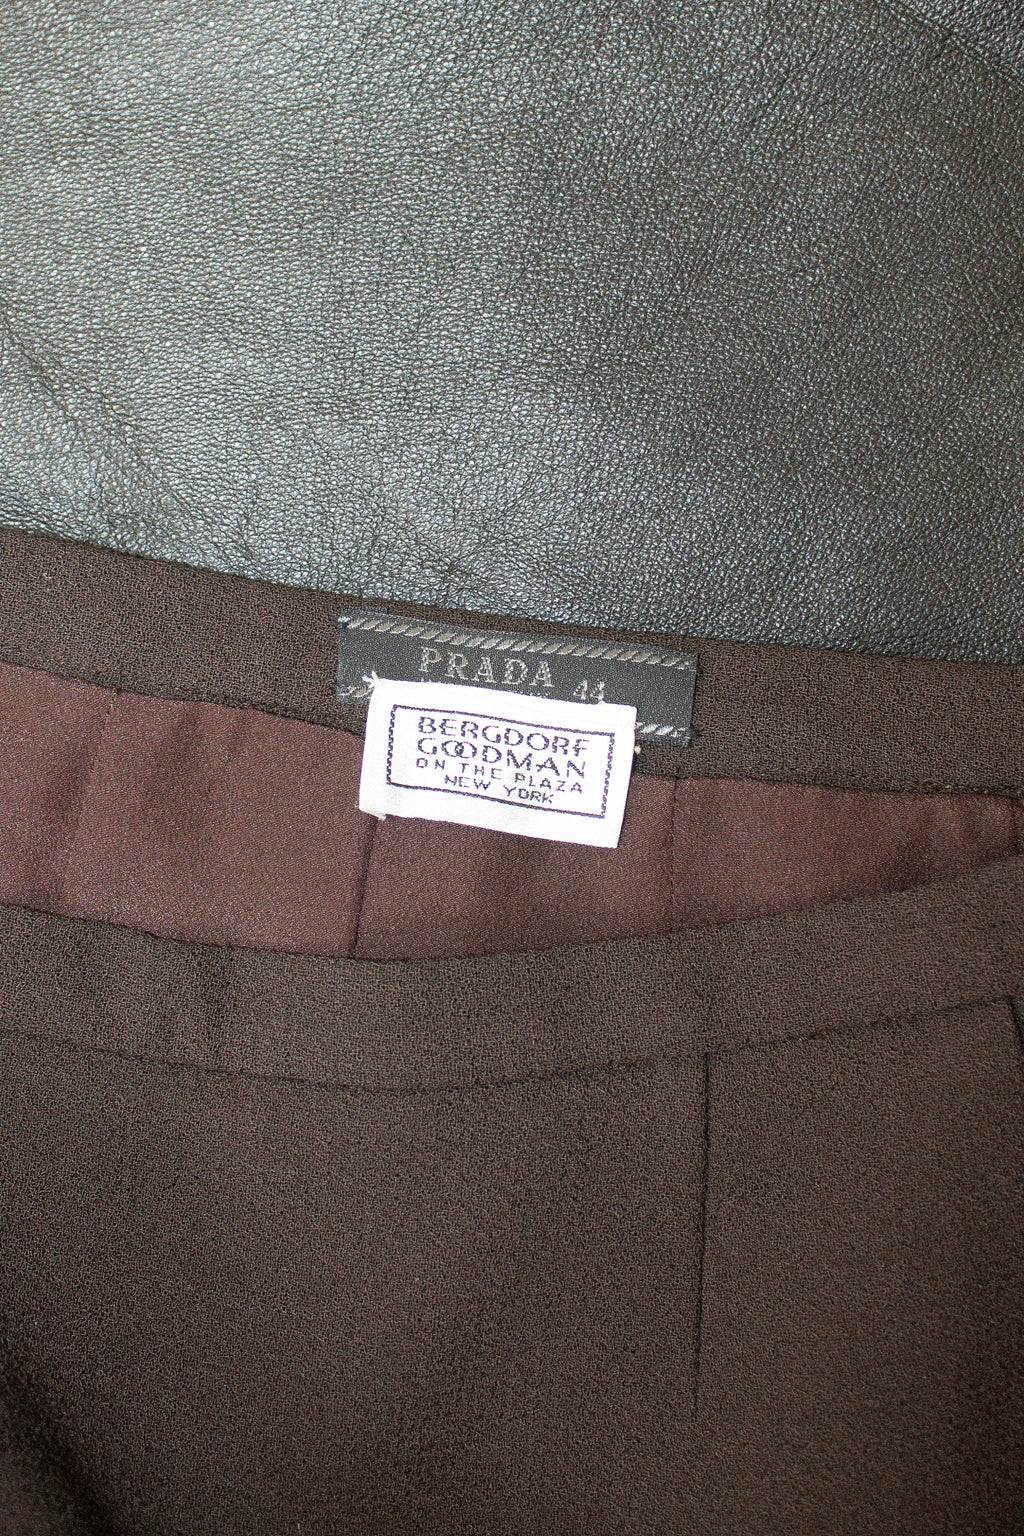 PRADA
44
BERGDORF
GOODMAN
ON THE PLAZA
NEW YORK